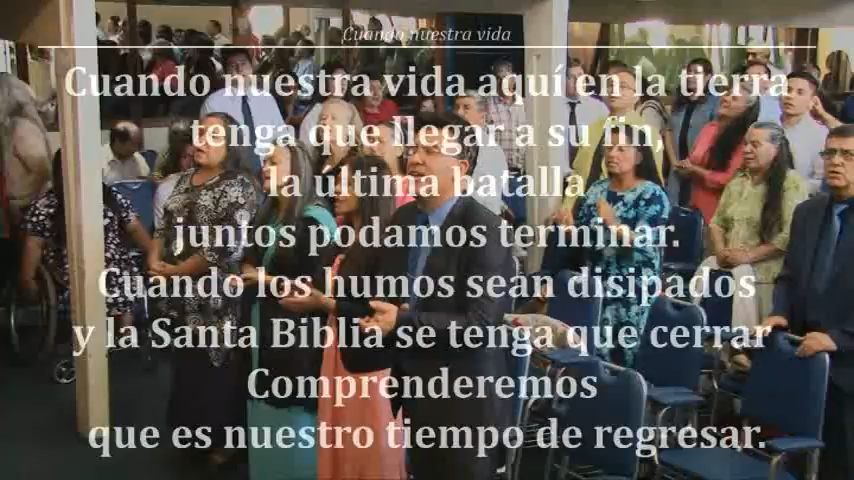 Cuando nuestra vida
Cuando nuestra vida aquí en la tierra
tenga que llegar a su fin,
la ultima batalla
juntos podamos terminar.
Cuando los humos sean disipados
y la Santa Biblia se tenga que cerrar
Comprenderemos
que es nuestro tiempo de regresar.